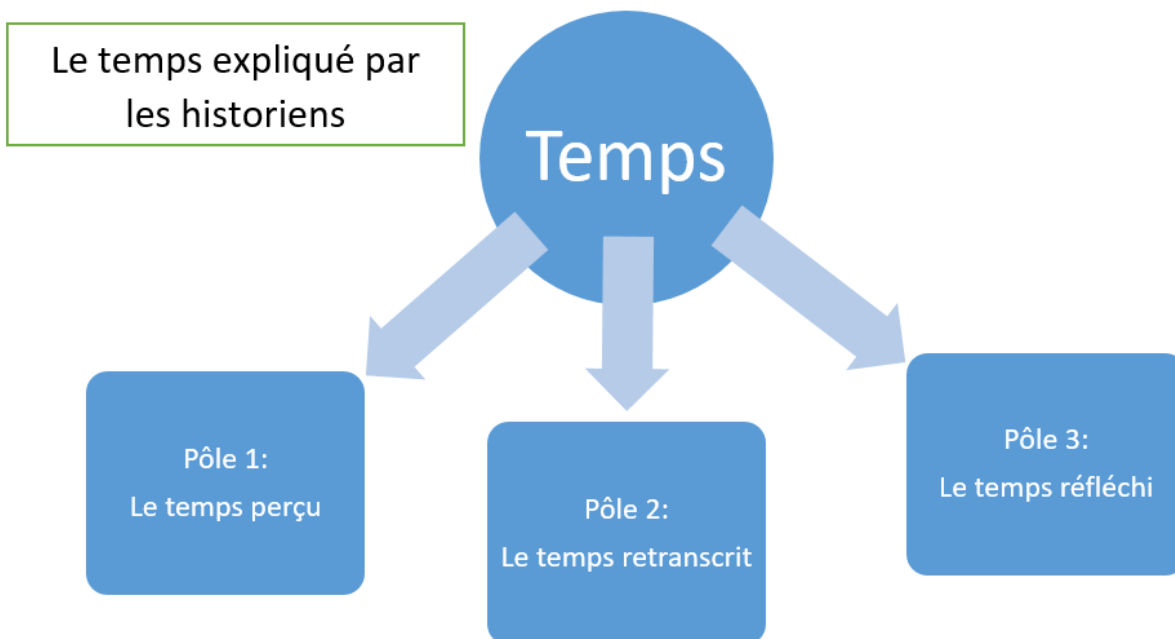 Le temps expliqué par
les historiens
Temps
Pôle 1:
Le temps perçu
Pôle 2:
Le temps retranscrit
Pôle 3:
Le temps réfléchi